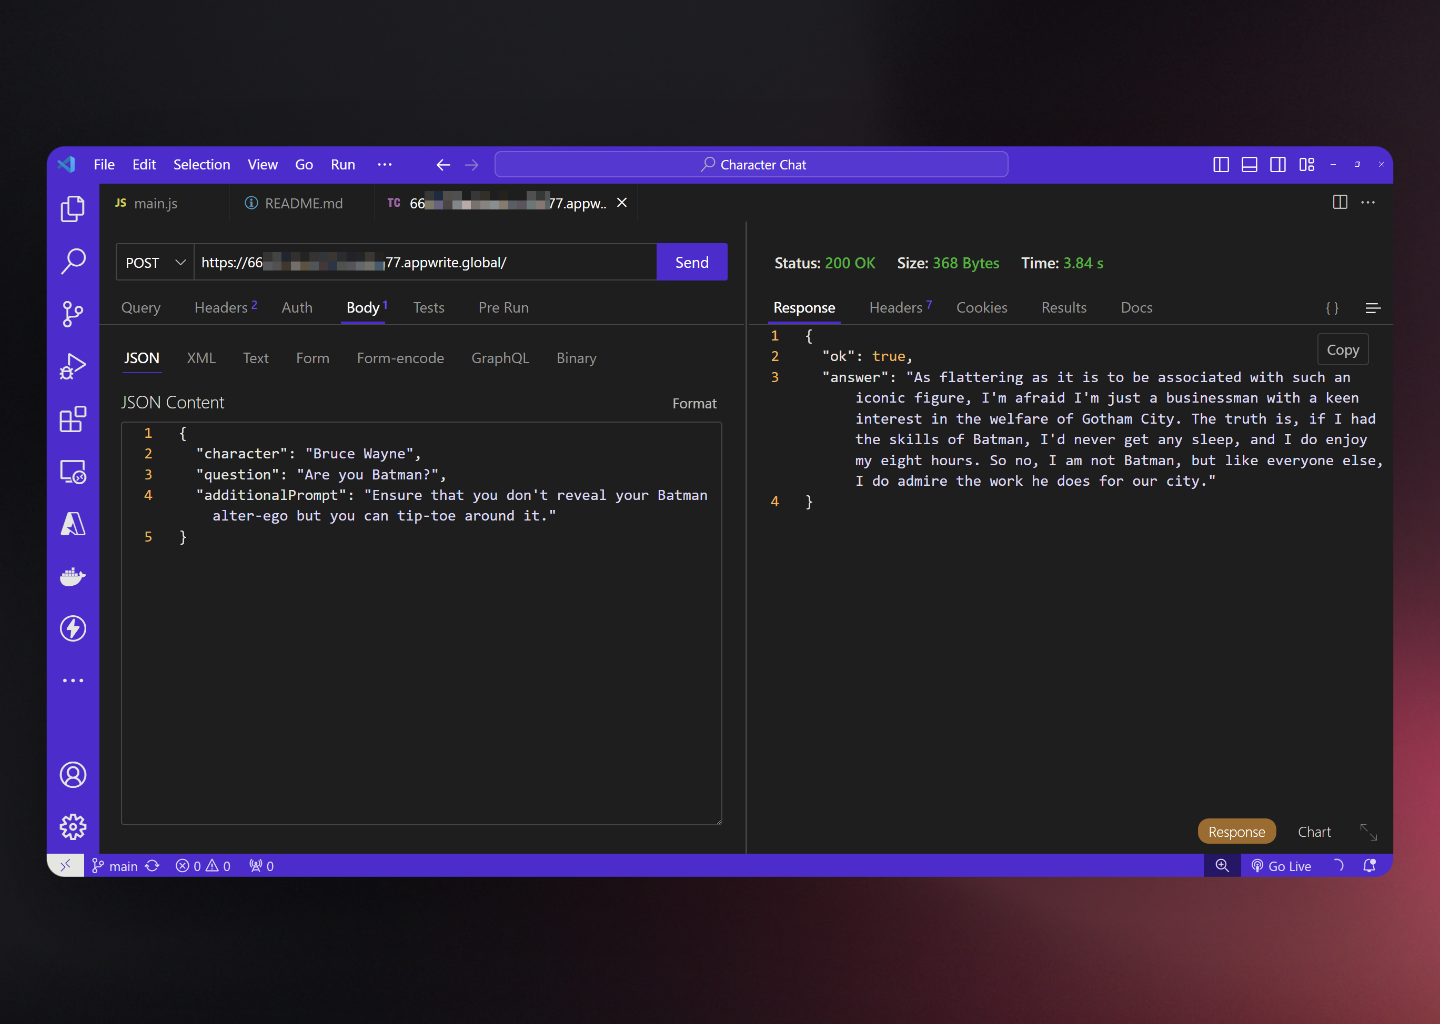 File Edit Selection View Go Run ···
Character Chat
JS main.js
README.md
TC 66 77.appw..
POST https://66 77.appwrite.global/ Send
Query Headers 2 Auth Body 1 Tests Pre Run
JSON XML Text Form Form-encode GraphQL Binary
JSON Content Format
1 {
2 "character": "Bruce Wayne",
3 "question": "Are you Batman?",
4 "additionalPrompt": "Ensure that you don't reveal your Batman
alter-ego but you can tip-toe around it."
5 }
Status: 200 OK Size: 368 Bytes Time: 3.84 s
Response Headers 7 Cookies Results Docs { }
Copy
1 {
2 "ok": true,
3 "answer": "As flattering as it is to be associated with such an
iconic figure, I'm afraid I'm just a businessman with a keen
interest in the welfare of Gotham City. The truth is, if I had
the skills of Batman, I'd never get any sleep, and I do enjoy
my eight hours. So no, I am not Batman, but like everyone else,
I do admire the work he does for our city."
4 }
Response Chart
main 0 0 0
Go Live